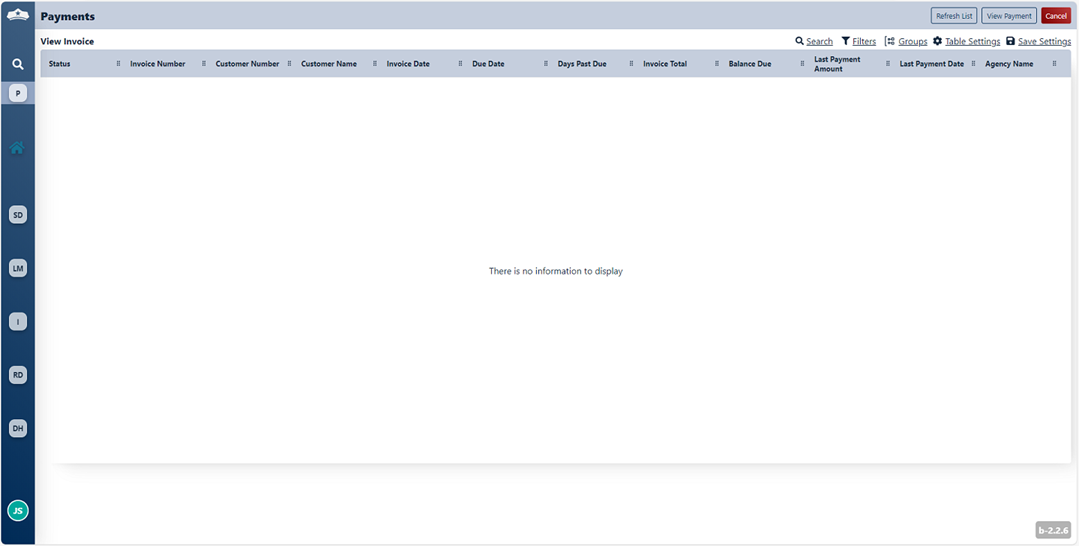 Payments
Refresh List View Payment Cancel
View Invoice
Search Filters Groups Table Settings Save Settings
Status Invoice Number Customer Number Customer Name Invoice Date Due Date Days Past Due Invoice Total Balance Due Last Payment Amount Last Payment Date Agency Name
P
SD
There is no information to display
LM
I
RD
DH
JS
b-2.2.6